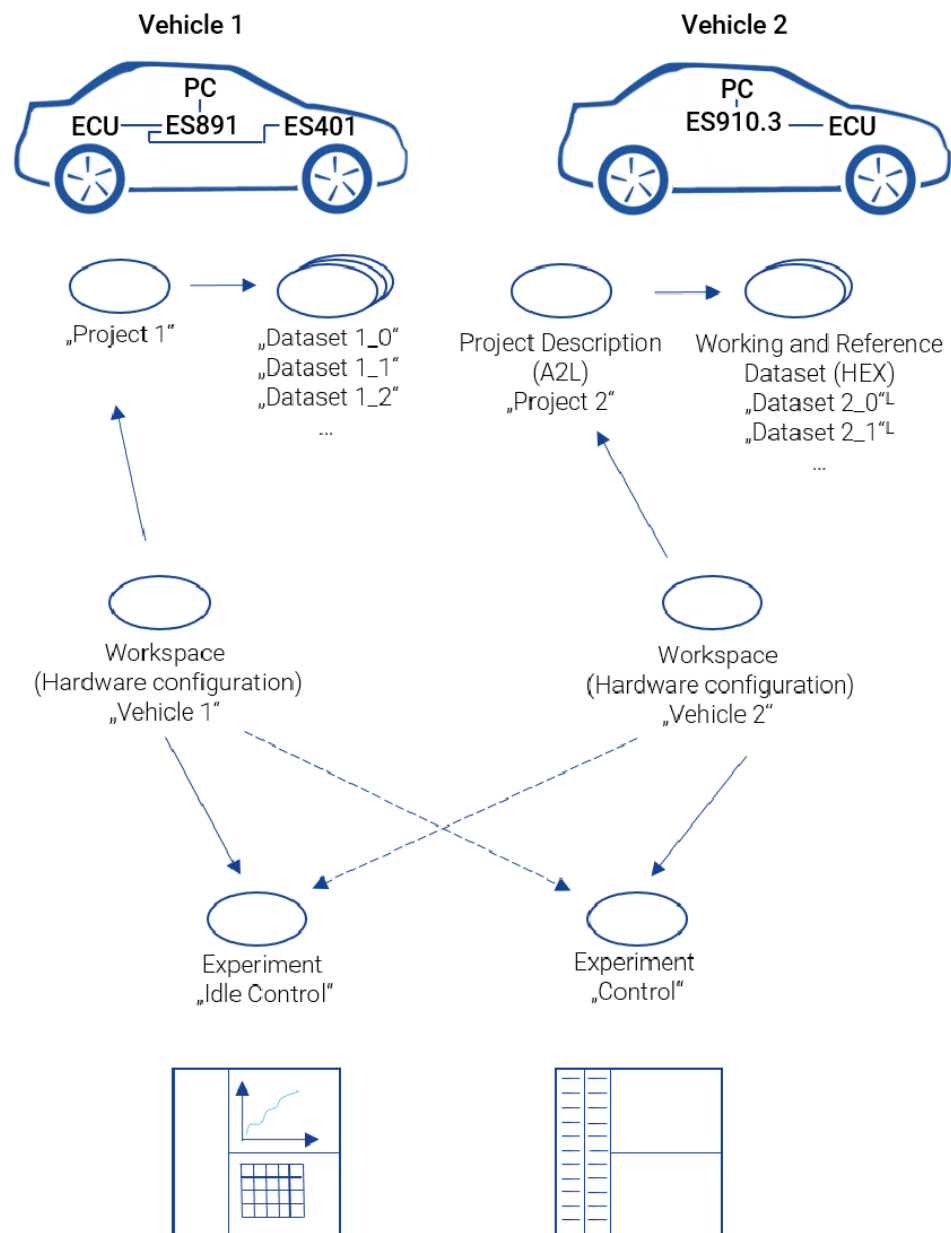 Vehicle 1
PC
ECU
ES891
ES401
Vehicle 2
PC
ES910.3
ECU
„Project 1“
„Dataset 1_0“
„Dataset 1_1“
„Dataset 1_2“
...
Project Description
(A2L)
„Project 2“
Working and Reference
Dataset (HEX)
„Dataset 2_0“L
„Dataset 2_1“L
...
Workspace
(Hardware configuration)
„Vehicle 1“
Workspace
(Hardware configuration)
„Vehicle 2“
Experiment
„Idle Control“
Experiment
„Control“